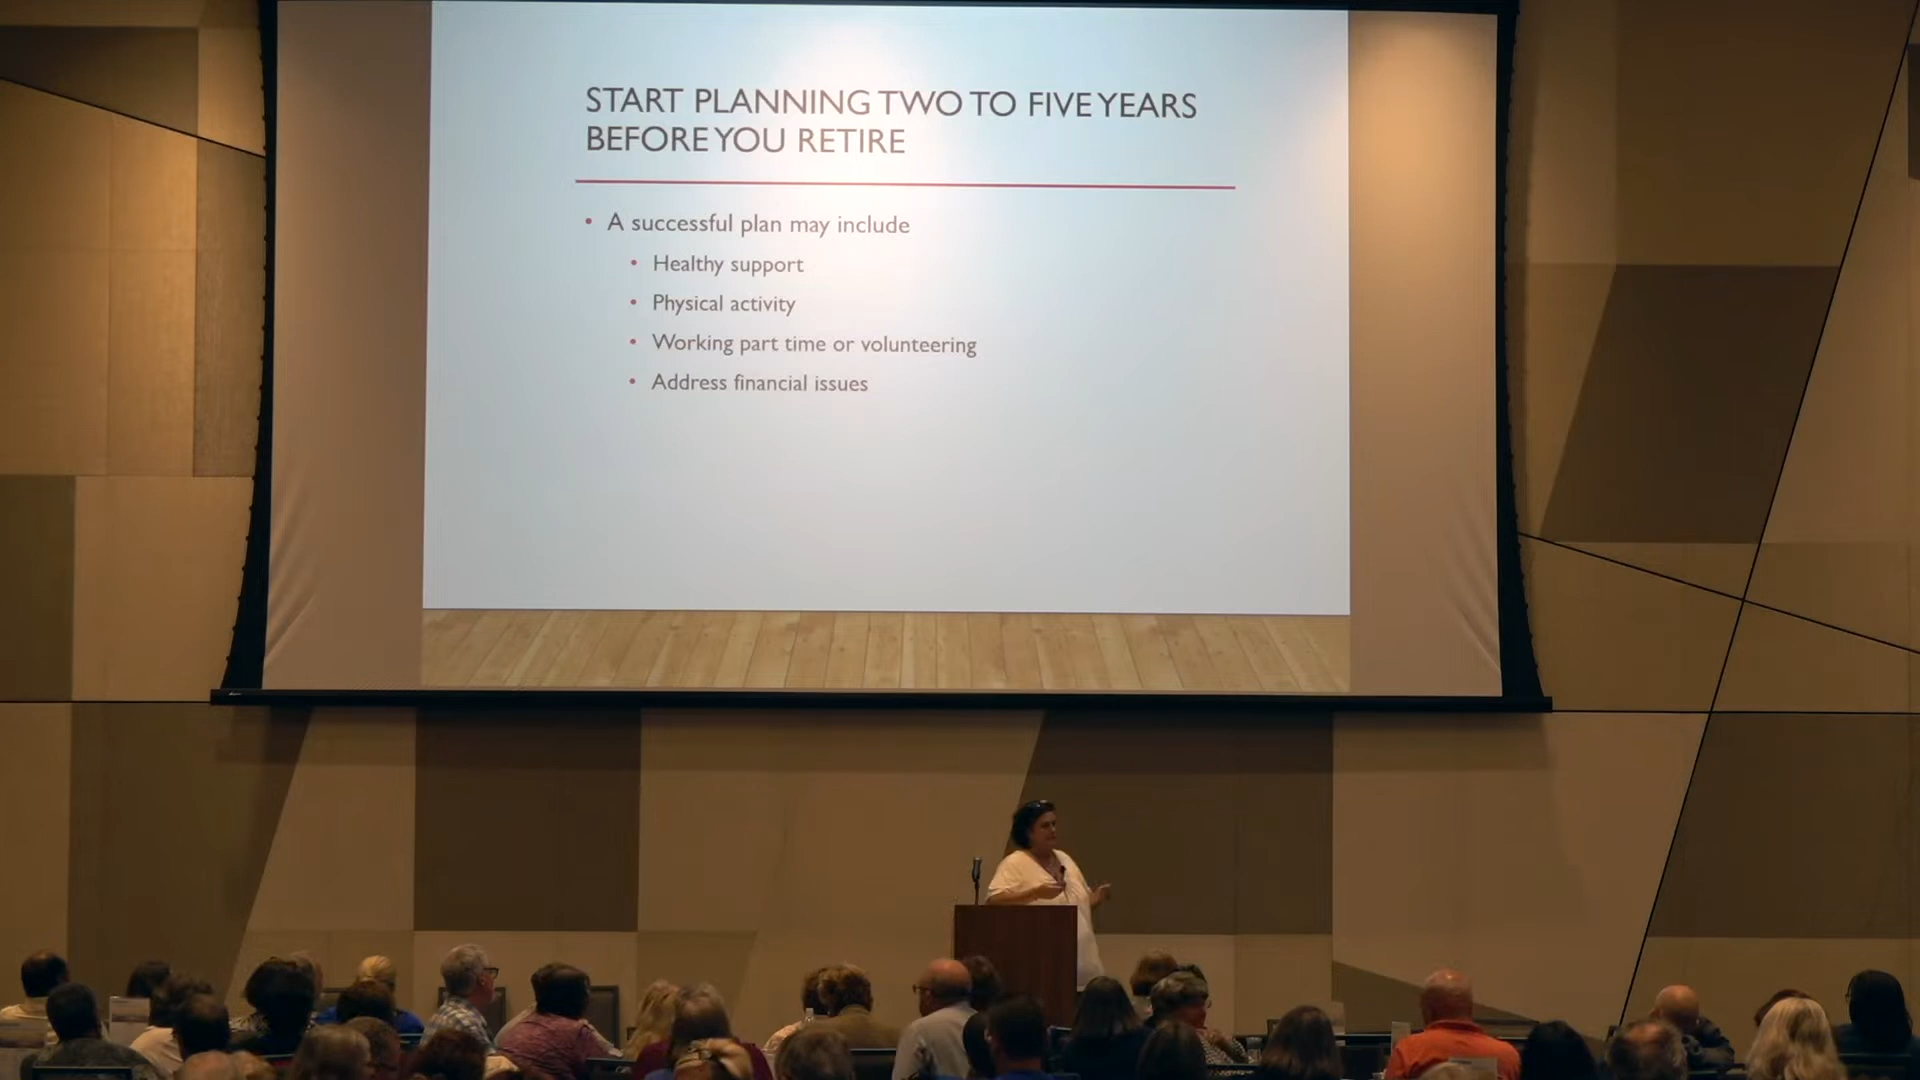 START PLANNING TWO TO FIVE YEARS
BEFORE YOU RETIRE
• A successful plan may include
• Healthy support
• Physical activity
• Working part time or volunteering
• Address financial issues